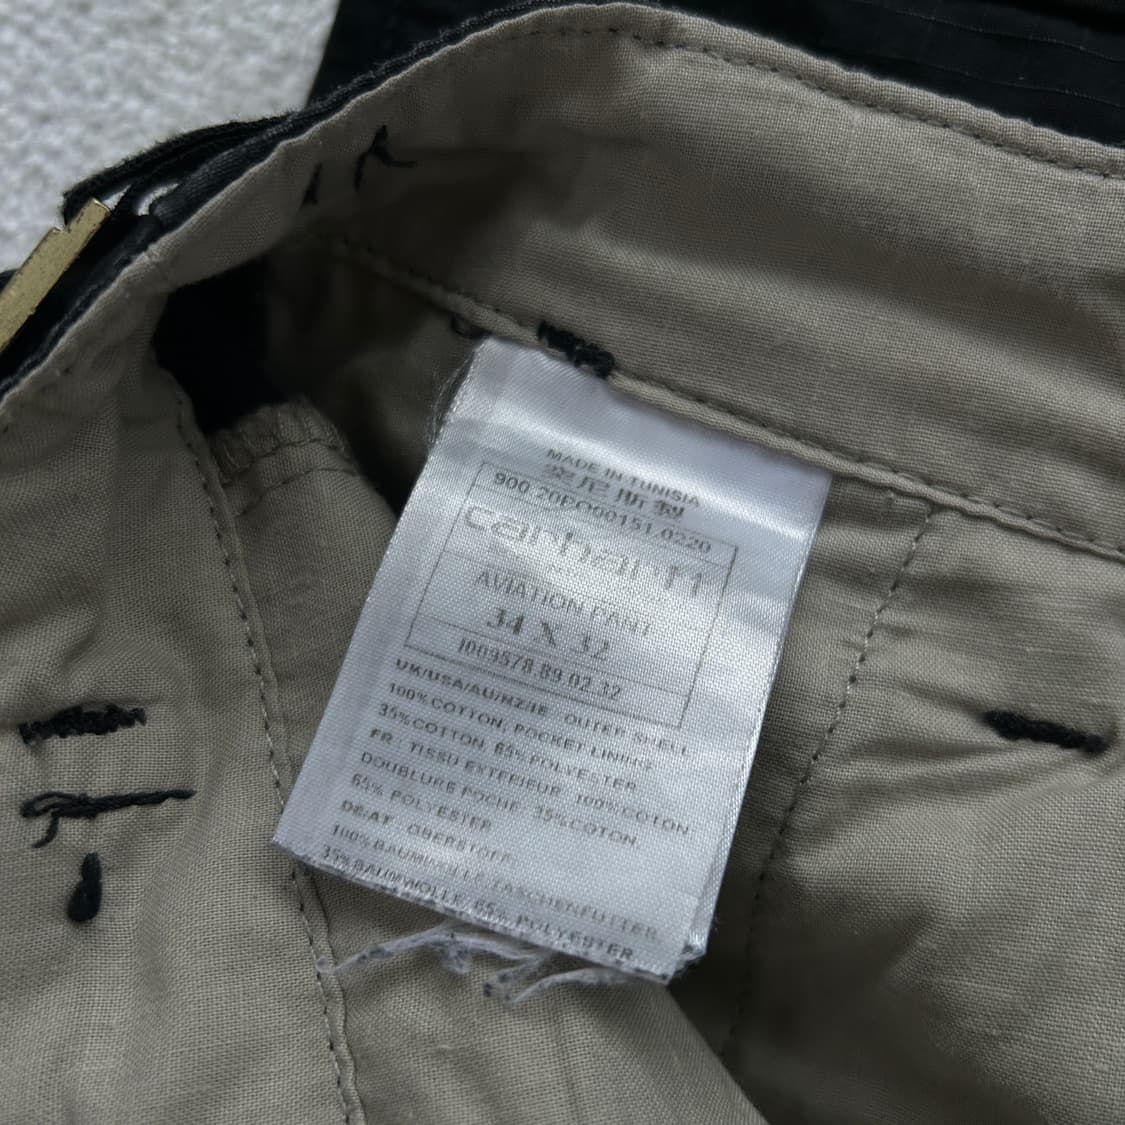 MADE IN TUNISIA
突尼斯製
900.20PO00151.0220
carhartt
AVIATION PANT
34 X 32
I009578.89.02.32
UK/USA/AU/NZ/IE OUTER SHELL
100% COTTON, POCKET LINING
35% COTTON, 65% POLYESTER
FR : TISSU EXTERIEUR 100% COTON
DOUBLURE POCHE, 35% COTON
65% POLYESTER
DE/AT : OBERSTOFF
100% BAUMWOLLE TASCHENFUTTER
35% BAUMWOLLE, 65% POLYESTER